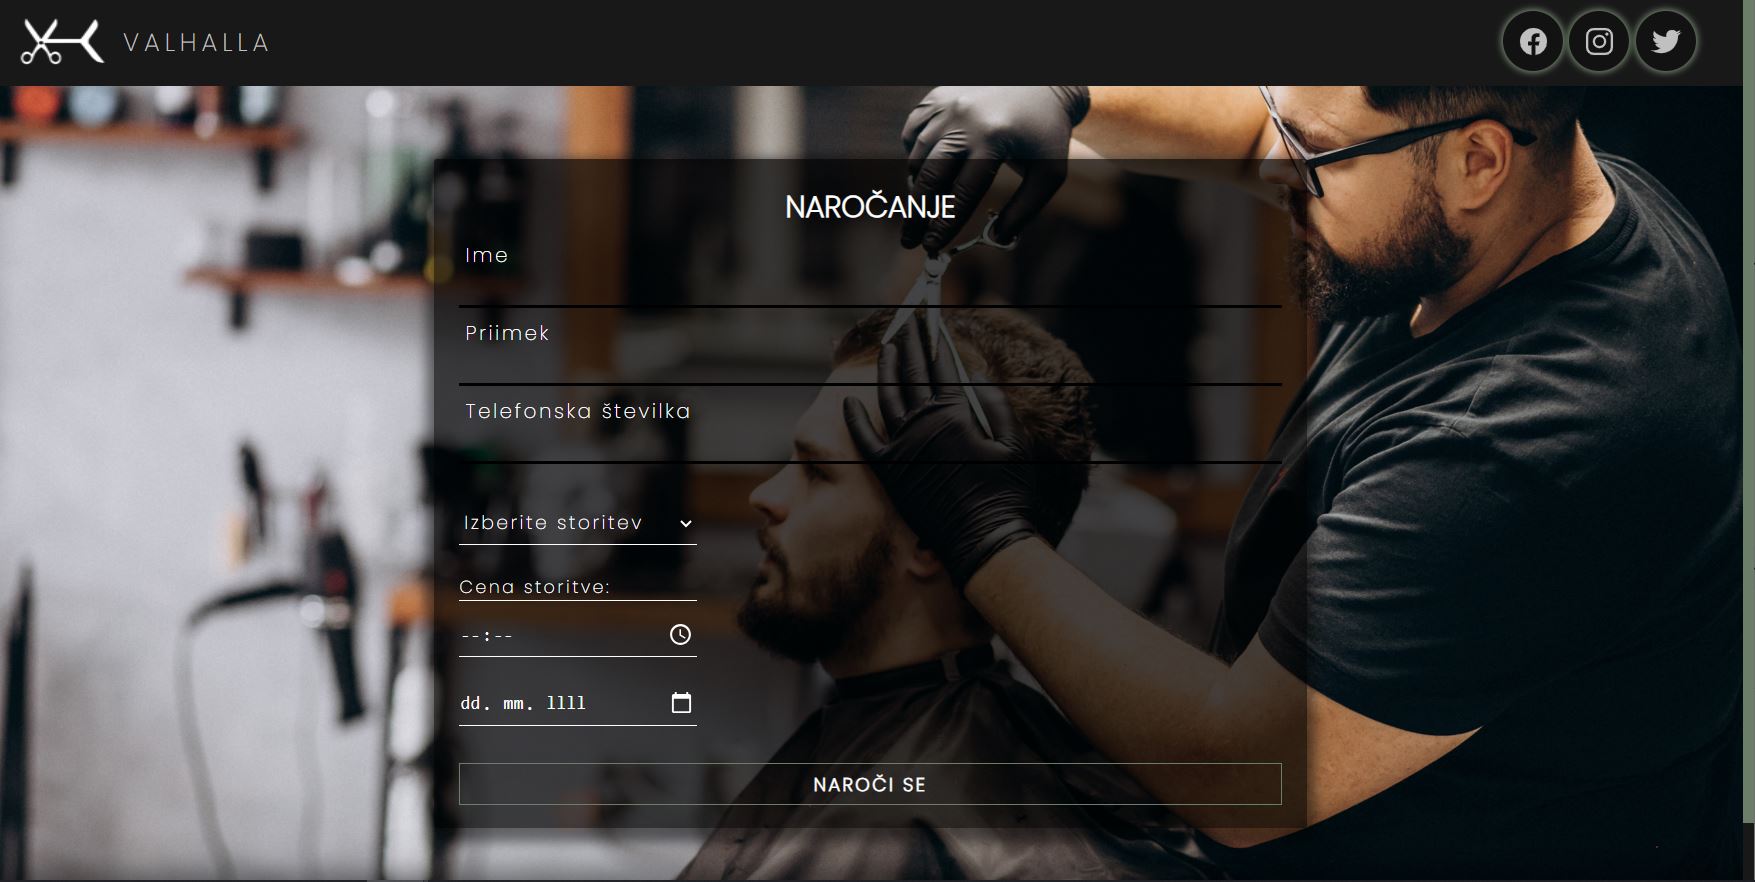 VALHALLA
NAROČANJE
Ime
Priimek
Telefonska številka
Izberite storitev
Cena storitve:
--:--
dd. mm. llll
NAROČI SE